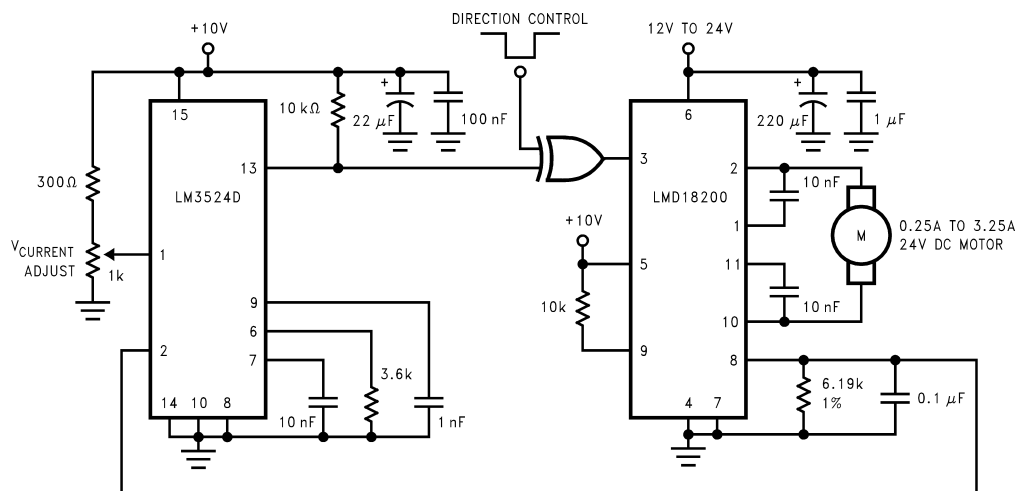 DIRECTION CONTROL
+10V
12V TO 24V
15
10 kΩ
+
22 μF
100 nF
6
+
220 μF
1 μF
13
3
2
10 nF
300Ω
LM3524D
LMD18200
+10V
1
M
0.25A TO 3.25A
24V DC MOTOR
VCURRENT
ADJUST
1k
1
5
11
9
10k
10 nF
6
10
2
7
3.6k
9
8
6.19k
1%
0.1 μF
14
10
8
10 nF
1 nF
4
7